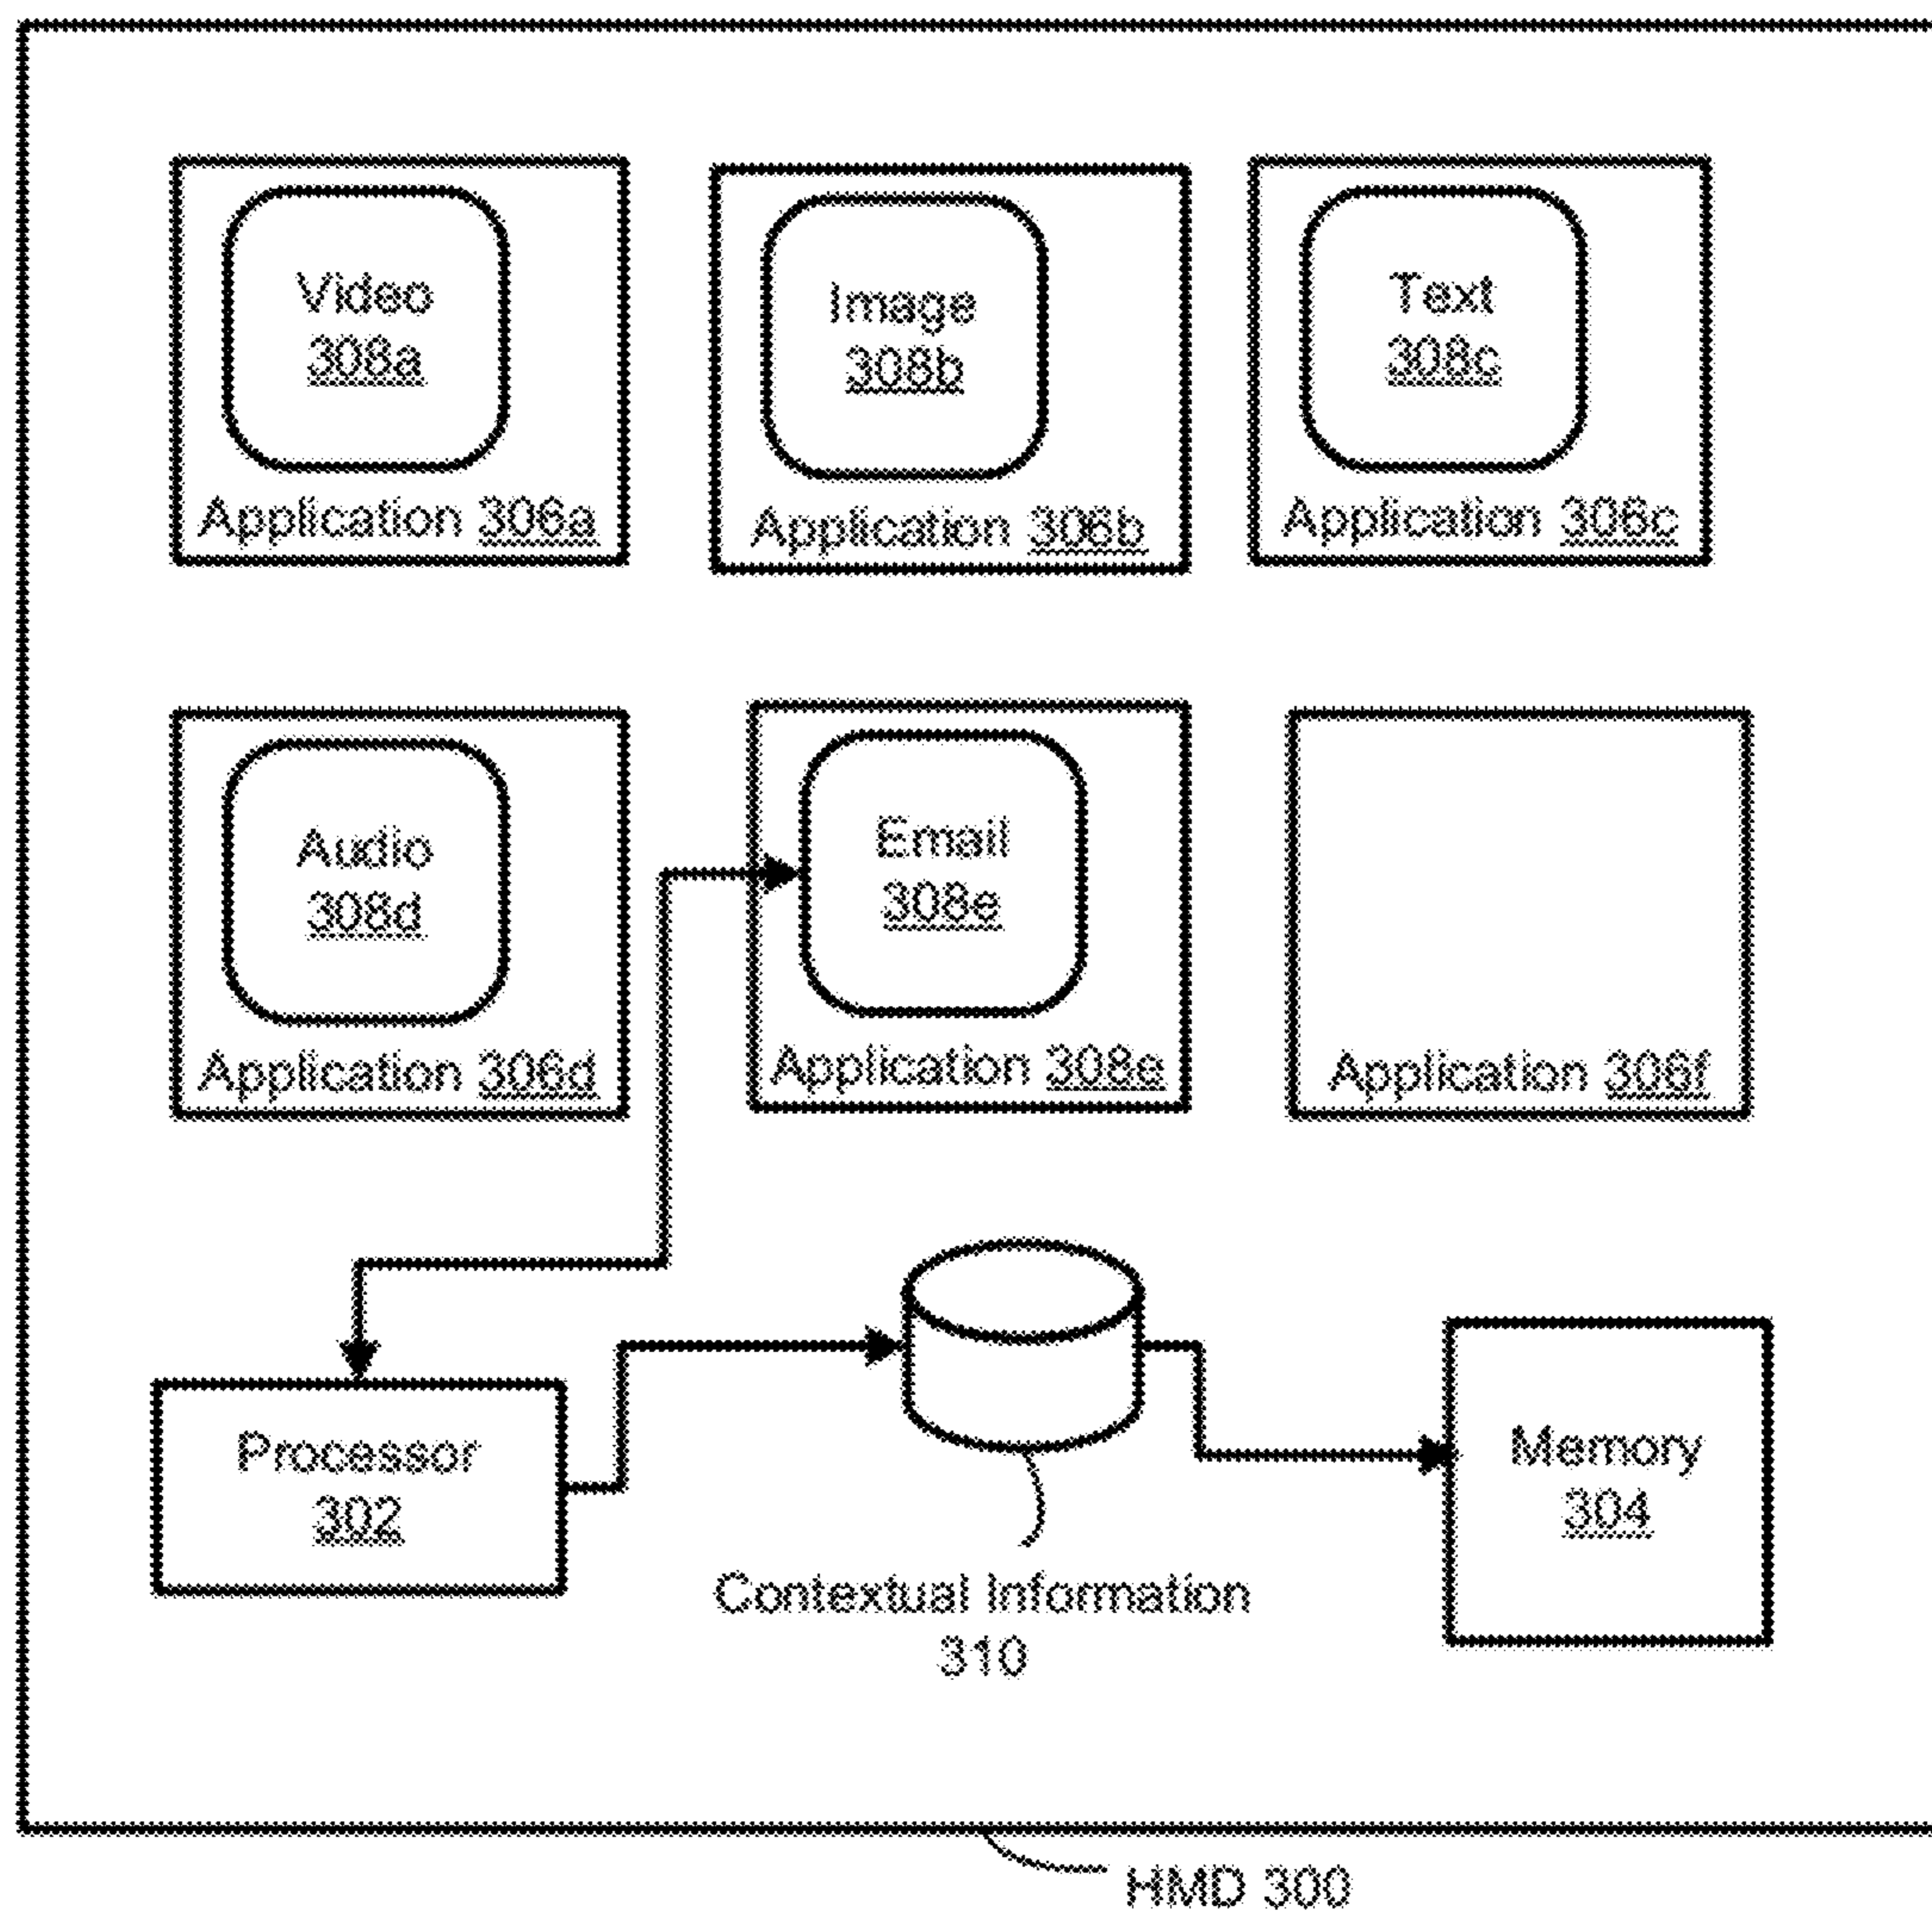 Video
308a
Application 306a
Image
308b
Application 306b
Text
308c
Application 306c
Audio
308d
Application 306d
Email
308e
Application 308e
Application 306f
Processor
302
Contextual Information
310
Memory
304
HMD 300